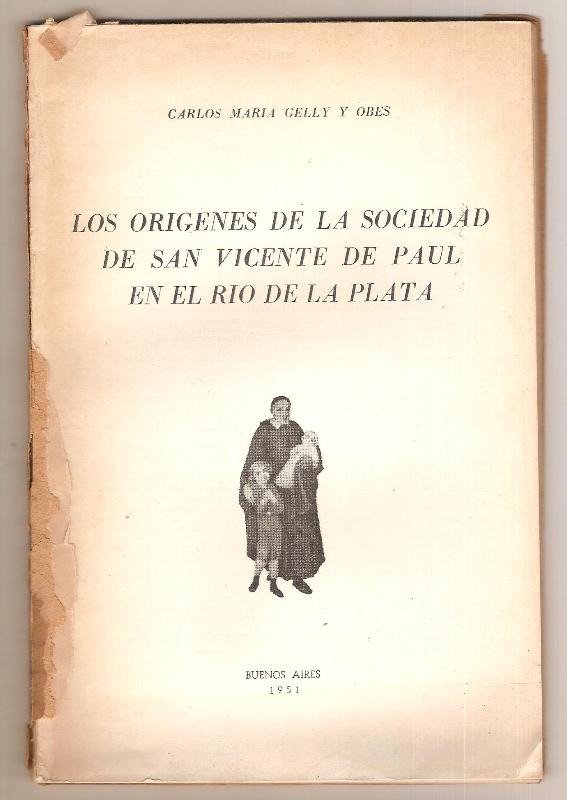 CARLOS MARIA GELLY Y OBES
LOS ORIGENES DE LA SOCIEDAD
DE SAN VICENTE DE PAUL
EN EL RIO DE LA PLATA
BUENOS AIRES
1951